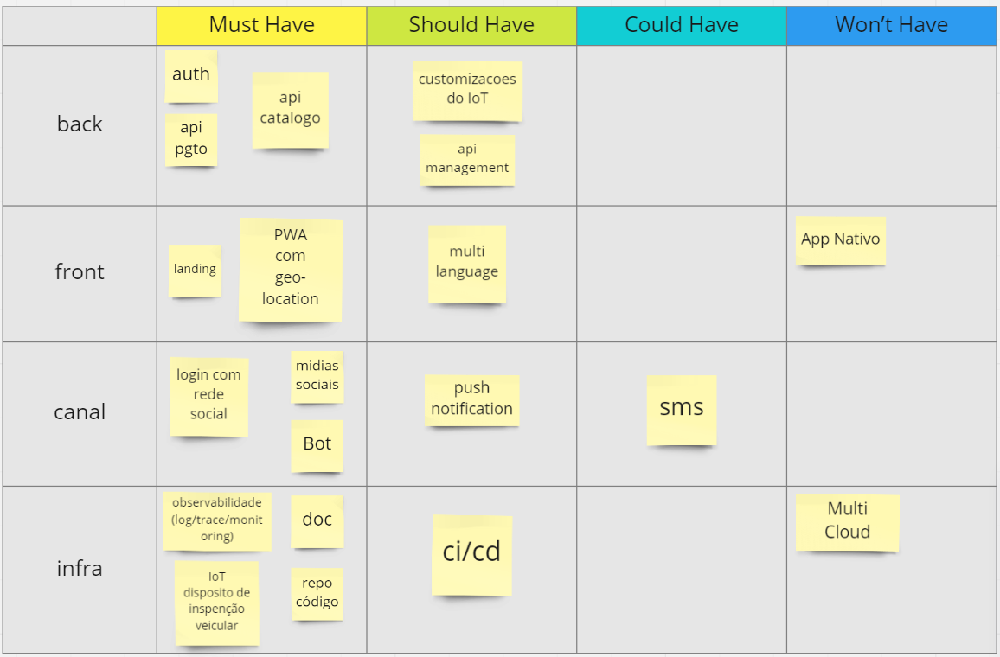 Must Have
Should Have
Could Have
Won't Have
back
auth
api
pgto
api
catalogo
customizacoes
do IoT
api
management
front
landing
PWA
com
geo-
location
multi
language
App Nativo
canal
login com
rede
social
midias
sociais
Bot
push
notification
sms
infra
observabilidade
(log/trace/monit
oring)
doc
IoT
disposito de
inspenção
veicular
repo
código
ci/cd
Multi
Cloud